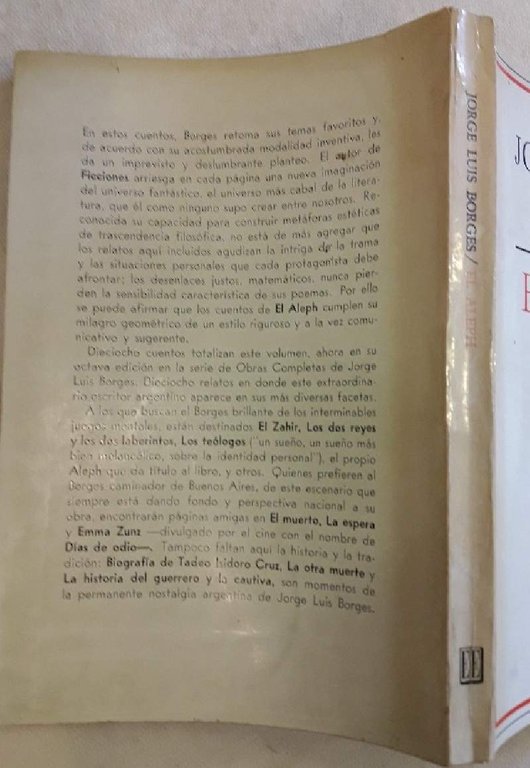 En estos cuentos, Borges retoma sus temas favoritos y,
de acuerdo con su acostumbrada modalidad inventiva, les
da un imprevisto y deslumbrante planteo. El autor de
Ficciones arriesga en cada página una nueva imaginación
del universo fantástico, el universo más cabal de la litera-
tura, que él como ninguno supo crear entre nosotros. Re-
conocida su capacidad para construir metáforas estéticas
de trascendencia filosófica, no está de más agregar que
los relatos aquí incluidos agudizan la intriga de la trama
y las situaciones personales que cada protagonista debe
afrontar; los desenlaces justos, matemáticos, nunca pier-
den la sensibilidad característica de sus poemas. Por ello
se puede afirmar que los cuentos de El Aleph cumplen su
milagro geométrico de un estilo riguroso y a la vez comu-
nicativo y sugerente.
Dieciocho cuentos totalizan este volumen, ahora en su
octava edición en la serie de Obras Completas de Jorge
Luis Borges. Dieciocho relatos en donde este extraordina-
rio escritor argentino aparece en sus más diversas facetas.
A los que buscan el Borges brillante de los interminables
juegos mentales, están destinados El Zahir, Los dos reyes
y los dos laberintos, Los teólogos ("un sueño, un sueño más
bien melancólico, sobre la identidad personal"), el propio
Aleph que da título al libro, y otros. Quienes prefieren al
Borges caminador de Buenos Aires, de este escenario que
siempre está dando fondo y perspectiva nacional a su
obra, encontrarán páginas amigas en El muerto, La espera
y Emma Zunz —divulgado por el cine con el nombre de
Días de odio—. Tampoco faltan aquí la historia y la tra-
dición: Biografía de Tadeo Isidoro Cruz, La otra muerte y
La historia del guerrero y la cautiva, son momentos de
la permanente nostalgia argentina de Jorge Luis Borges.
JORGE LUIS BORGES / EL ALEPH
EE
JO
E